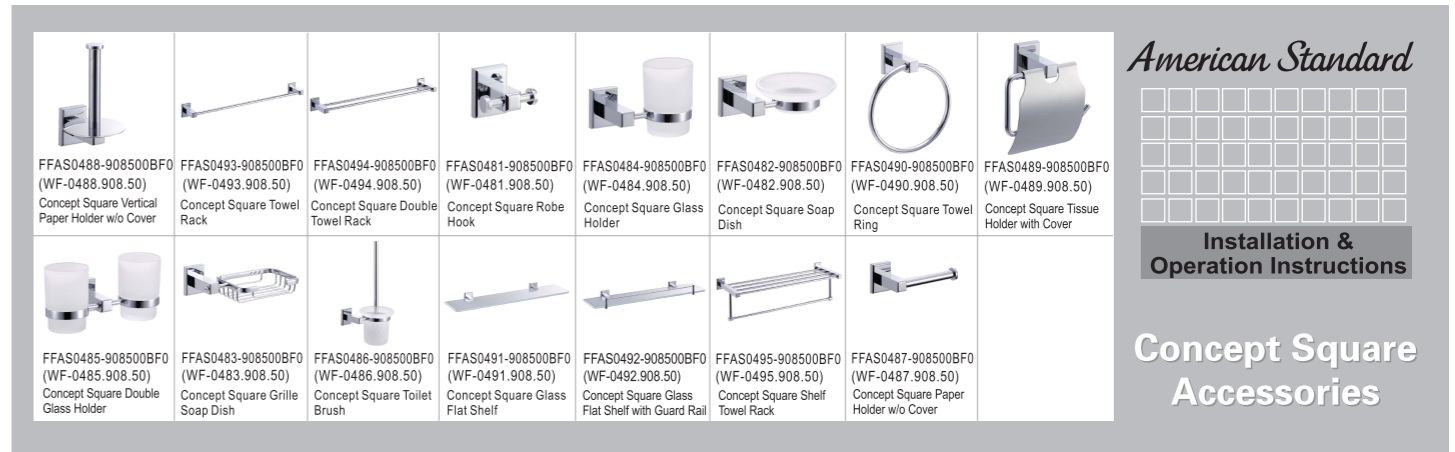 FFAS0488-908500BF0
(WF-0488.908.50)
Concept Square Vertical
Paper Holder w/o Cover
FFAS0493-908500BF0
(WF-0493.908.50)
Concept Square Towel
Rack
FFAS0494-908500BF0
(WF-0494.908.50)
Concept Square Double
Towel Rack
FFAS0481-908500BF0
(WF-0481.908.50)
Concept Square Robe
Hook
FFAS0484-908500BF0
(WF-0484.908.50)
Concept Square Glass
Holder
FFAS0482-908500BF0
(WF-0482.908.50)
Concept Square Soap
Dish
FFAS0490-908500BF0
(WF-0490.908.50)
Concept Square Towel
Ring
FFAS0489-908500BF0
(WF-0489.908.50)
Concept Square Tissue
Holder with Cover
FFAS0485-908500BF0
(WF-0485.908.50)
Concept Square Double
Glass Holder
FFAS0483-908500BF0
(WF-0483.908.50)
Concept Square Grille
Soap Dish
FFAS0486-908500BF0
(WF-0486.908.50)
Concept Square Toilet
Brush
FFAS0491-908500BF0
(WF-0491.908.50)
Concept Square Glass
Flat Shelf
FFAS0492-908500BF0
(WF-0492.908.50)
Concept Square Glass
Flat Shelf with Guard Rail
FFAS0495-908500BF0
(WF-0495.908.50)
Concept Square Shelf
Towel Rack
FFAS0487-908500BF0
(WF-0487.908.50)
Concept Square Paper
Holder w/o Cover
American Standard
Installation &
Operation Instructions
Concept Square
Accessories